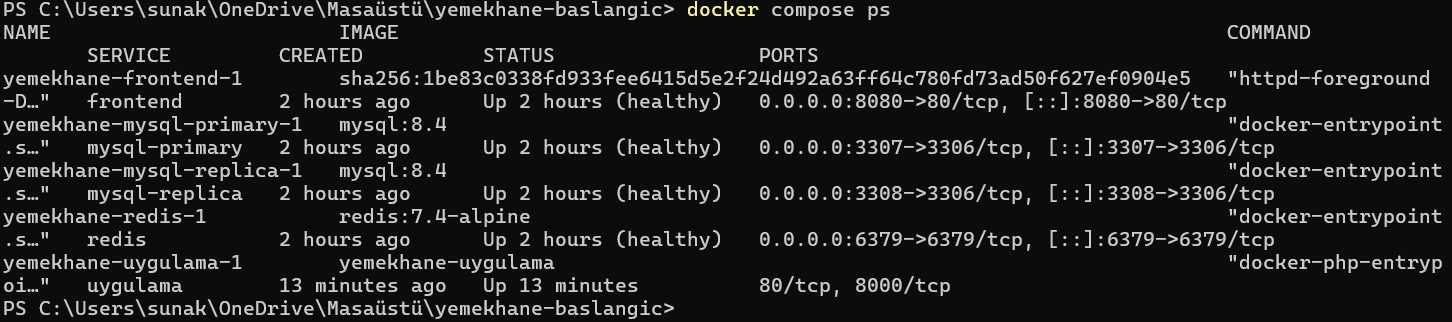 PS C:\Users\sunak\OneDrive\Masaüstü\yemekhane-baslangic> docker compose ps
NAME                        IMAGE                                                                     COMMAND
       SERVICE         CREATED          STATUS                 PORTS
yemekhane-frontend-1        sha256:1be83c0338fd933fee6415d5e2f24d492a63ff64c780fd73ad50f627ef0904e5   "httpd-foreground
-D…"   frontend        2 hours ago      Up 2 hours (healthy)   0.0.0.0:8080->80/tcp, [::]:8080->80/tcp
yemekhane-mysql-primary-1   mysql:8.4                                                                 "docker-entrypoint
.s…"   mysql-primary   2 hours ago      Up 2 hours (healthy)   0.0.0.0:3307->3306/tcp, [::]:3307->3306/tcp
yemekhane-mysql-replica-1   mysql:8.4                                                                 "docker-entrypoint
.s…"   mysql-replica   2 hours ago      Up 2 hours (healthy)   0.0.0.0:3308->3306/tcp, [::]:3308->3306/tcp
yemekhane-redis-1           redis:7.4-alpine                                                          "docker-entrypoint
.s…"   redis           2 hours ago      Up 2 hours (healthy)   0.0.0.0:6379->6379/tcp, [::]:6379->6379/tcp
yemekhane-uygulama-1        yemekhane-uygulama                                                        "docker-php-entryp
oi…"   uygulama        13 minutes ago   Up 13 minutes          80/tcp, 8000/tcp
PS C:\Users\sunak\OneDrive\Masaüstü\yemekhane-baslangic>